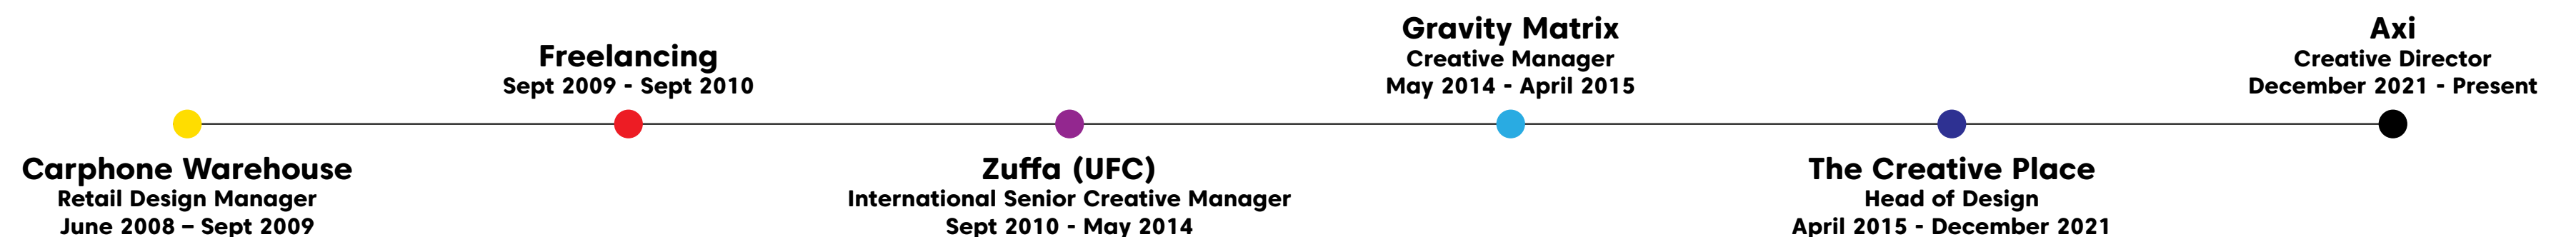 Carphone Warehouse
Retail Design Manager
June 2008 – Sept 2009
Freelancing
Sept 2009 - Sept 2010
Zuffa (UFC)
International Senior Creative Manager
Sept 2010 - May 2014
Gravity Matrix
Creative Manager
May 2014 - April 2015
The Creative Place
Head of Design
April 2015 - December 2021
Axi
Creative Director
December 2021 - Present